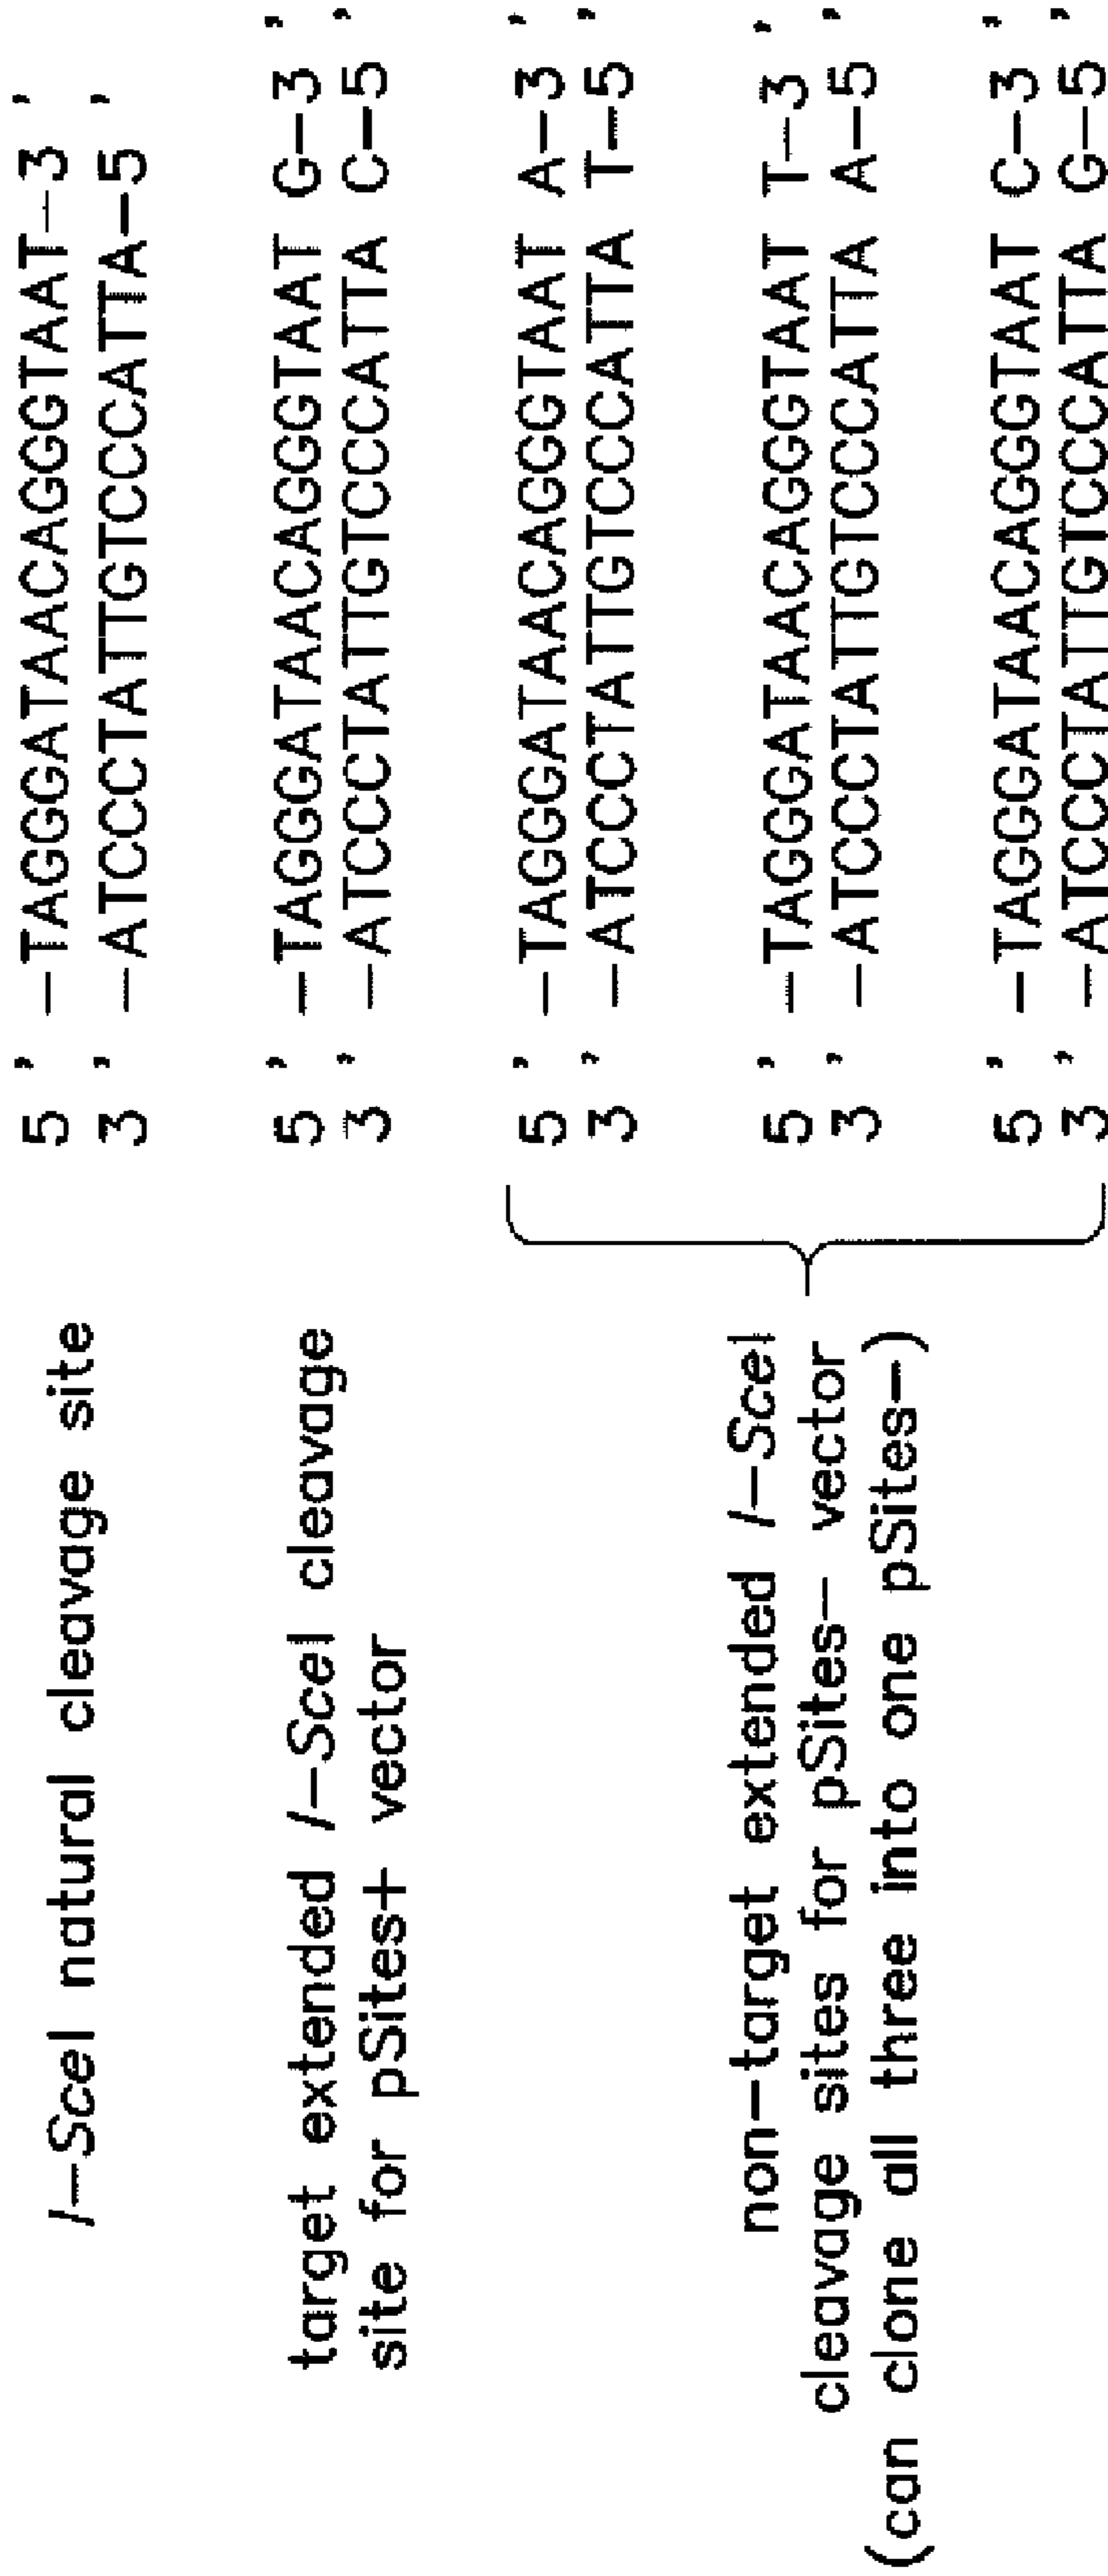 I-SceI natural cleavage site
5' -TAGGGATAACAGGGTAAT-3'
3' -ATCCCTATTGTCCCATTA-5'
target extended I-SceI cleavage
site for pSites+ vector
5' -TAGGGATAACAGGGTAAT G-3'
3' -ATCCCTATTGTCCCATTA C-5'
non-target extended I-SceI
cleavage sites for pSites- vector
(can clone all three into one pSites-)
5' -TAGGGATAACAGGGTAAT A-3'
3' -ATCCCTATTGTCCCATTA T-5'
5' -TAGGGATAACAGGGTAAT T-3'
3' -ATCCCTATTGTCCCATTA A-5'
5' -TAGGGATAACAGGGTAAT C-3'
3' -ATCCCTATTGTCCCATTA G-5'